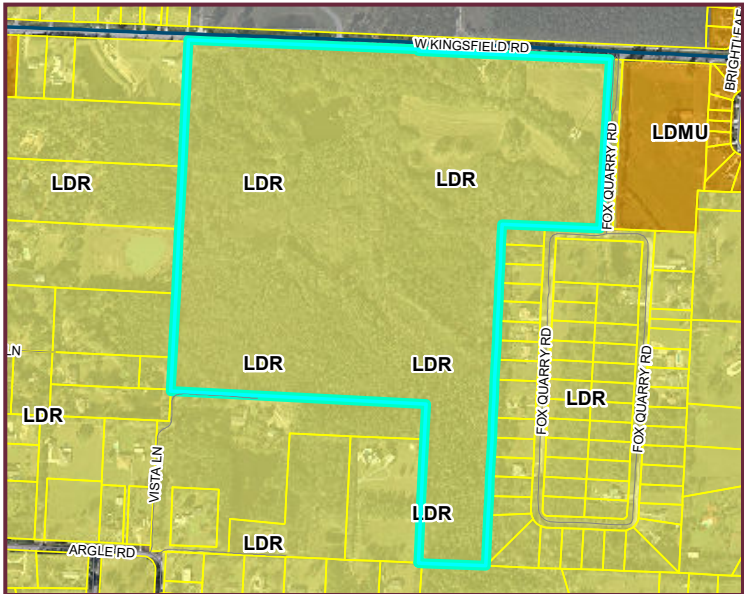 W KINGSFIELD RD
BRIGHTLEAF
LDMU
FOX QUARRY RD
LDR
LDR
LDR
LN
LDR
LDR
FOX QUARRY RD
FOX QUARRY RD
LDR
LDR
VISTA LN
LDR
LDR
ARGLE RD